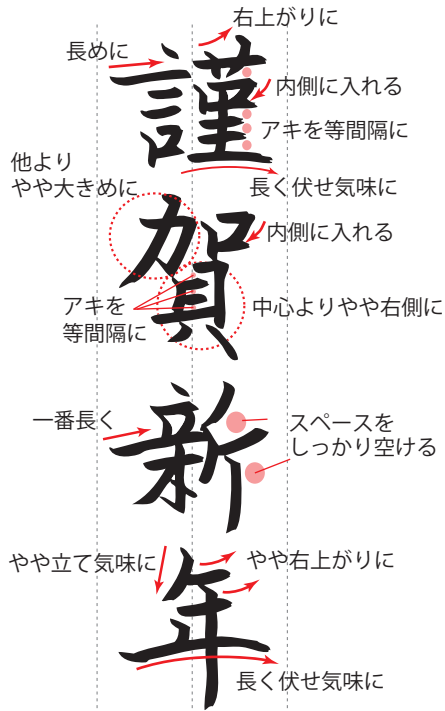 謹賀新年
右上がりに
長めに
内側に入れる
アキを等間隔に
長く伏せ気味に
他より
やや大きめに
内側に入れる
アキを
等間隔に
中心よりやや右側に
一番長く
スペースを
しっかり空ける
やや立て気味に
やや右上がりに
長く伏せ気味に